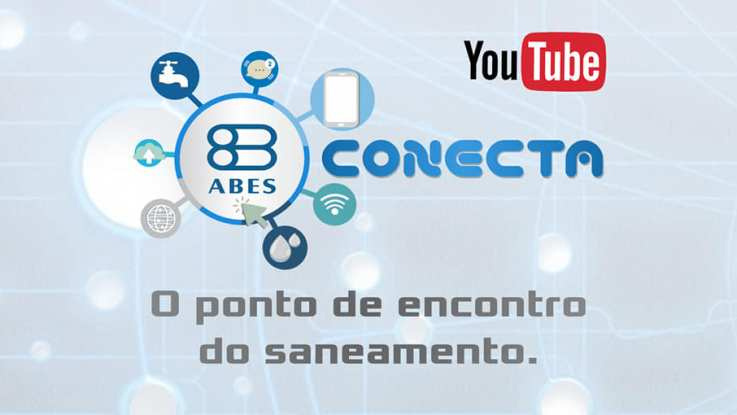 YouTube
ABES
CONECTA
O ponto de encontro
do saneamento.